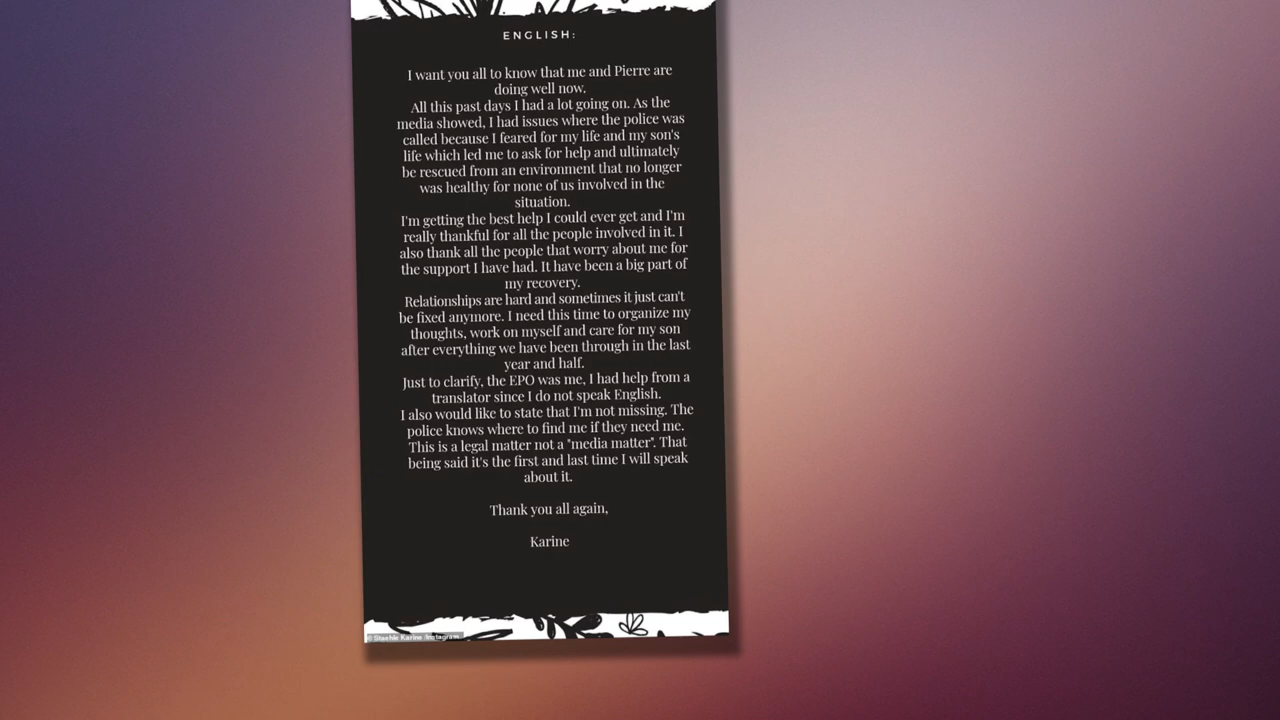 ENGLISH:
I want you all to know that me and Pierre are
doing well now.
All this past days I had a lot going on. As the
media showed, I had issues where the police was
called because I feared for my life and my son's
life which led me to ask for help and ultimately
be rescued from an environment that no longer
was healthy for none of us involved in the
situation.
I'm getting the best help I could ever get and I'm
really thankful for all the people involved in it. I
also thank all the people that worry about me for
the support I have had. It have been a big part of
my recovery.
Relationships are hard and sometimes it just can't
be fixed anymore. I need this time to organize my
thoughts, work on myself and care for my son
after everything we have been through in the last
year and half.
Just to clarify, the EPO was me, I had help from a
translator since I do not speak English.
I also would like to state that I'm not missing. The
police knows where to find me if they need me.
This is a legal matter not a "media matter". That
being said it's the first and last time I will speak
about it.
Thank you all again,
Karine
© Staehle Karine /Instagram